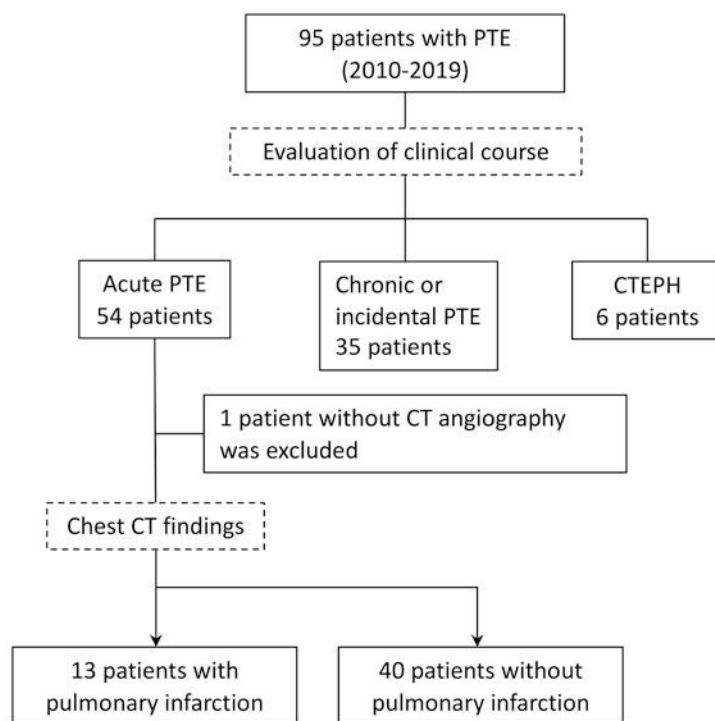 95 patients with PTE
(2010-2019)
Evaluation of clinical course
Acute PTE
54 patients
Chronic or
incidental PTE
35 patients
CTEPH
6 patients
1 patient without CT angiography
was excluded
Chest CT findings
13 patients with
pulmonary infarction
40 patients without
pulmonary infarction